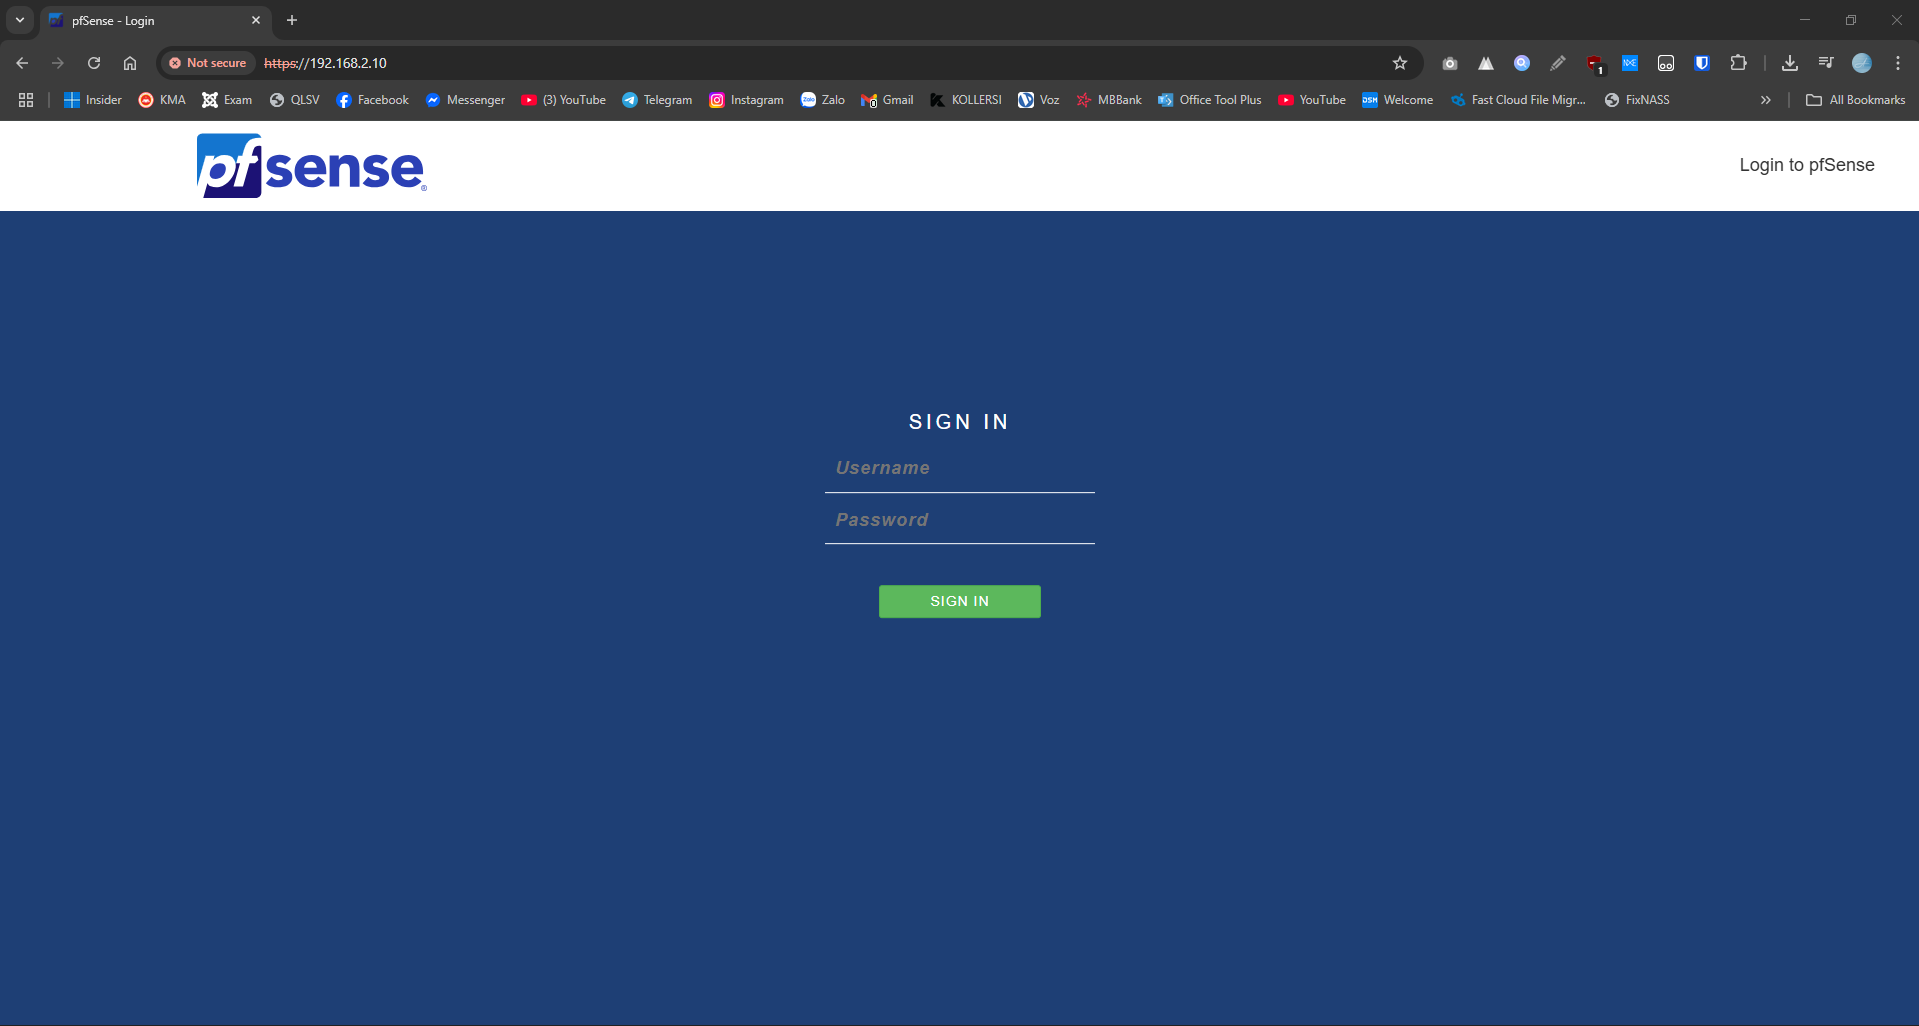 pfSense - Login
Not secure https://192.168.2.10
1
Insider KMA Exam QLSV Facebook Messenger (3) YouTube Telegram Instagram Zalo Gmail KOLLERSI Voz MBBank Office Tool Plus YouTube Welcome Fast Cloud File Migr... FixNASS All Bookmarks
pfsense®
Login to pfSense
SIGN IN
Username
Password
SIGN IN